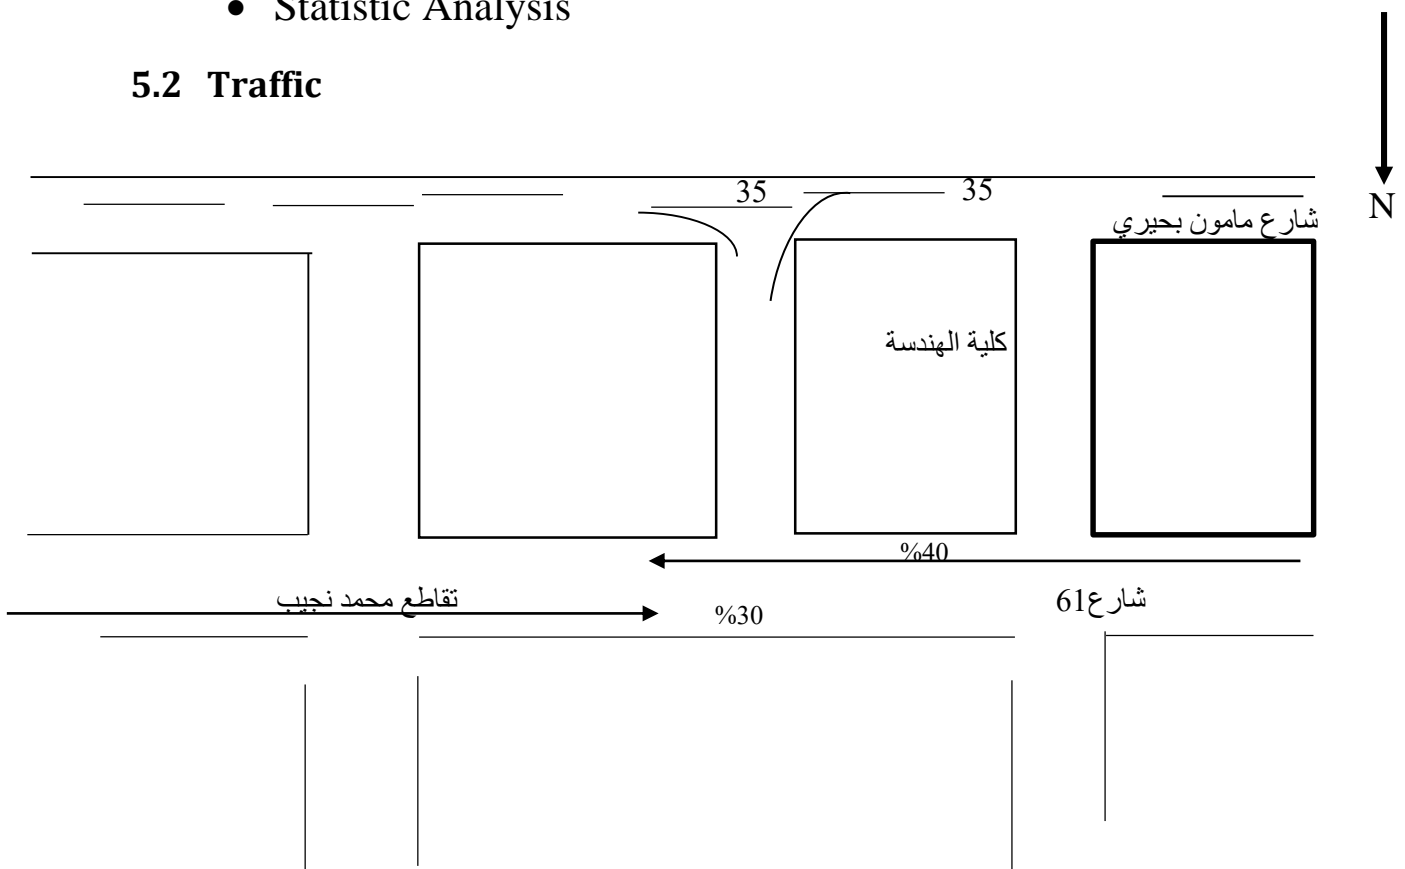 • Statistic Analysis
5.2 Traffic
35
35
N
شارع مامون بحيري
كلية الهندسة
%40
تقاطع محمد نجيب
شارع61
%30